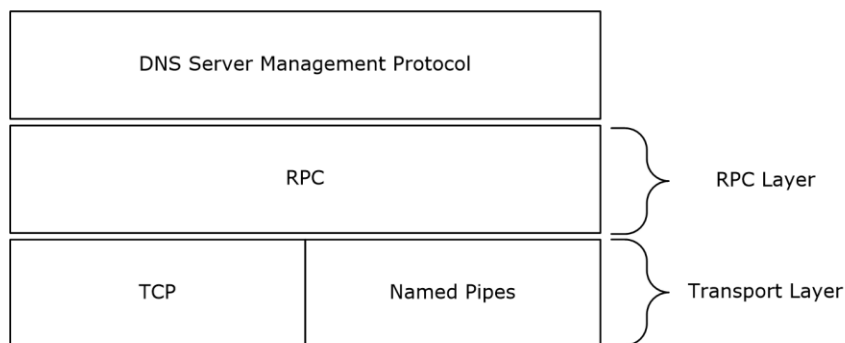 DNS Server Management Protocol
RPC
RPC Layer
TCP
Named Pipes
Transport Layer